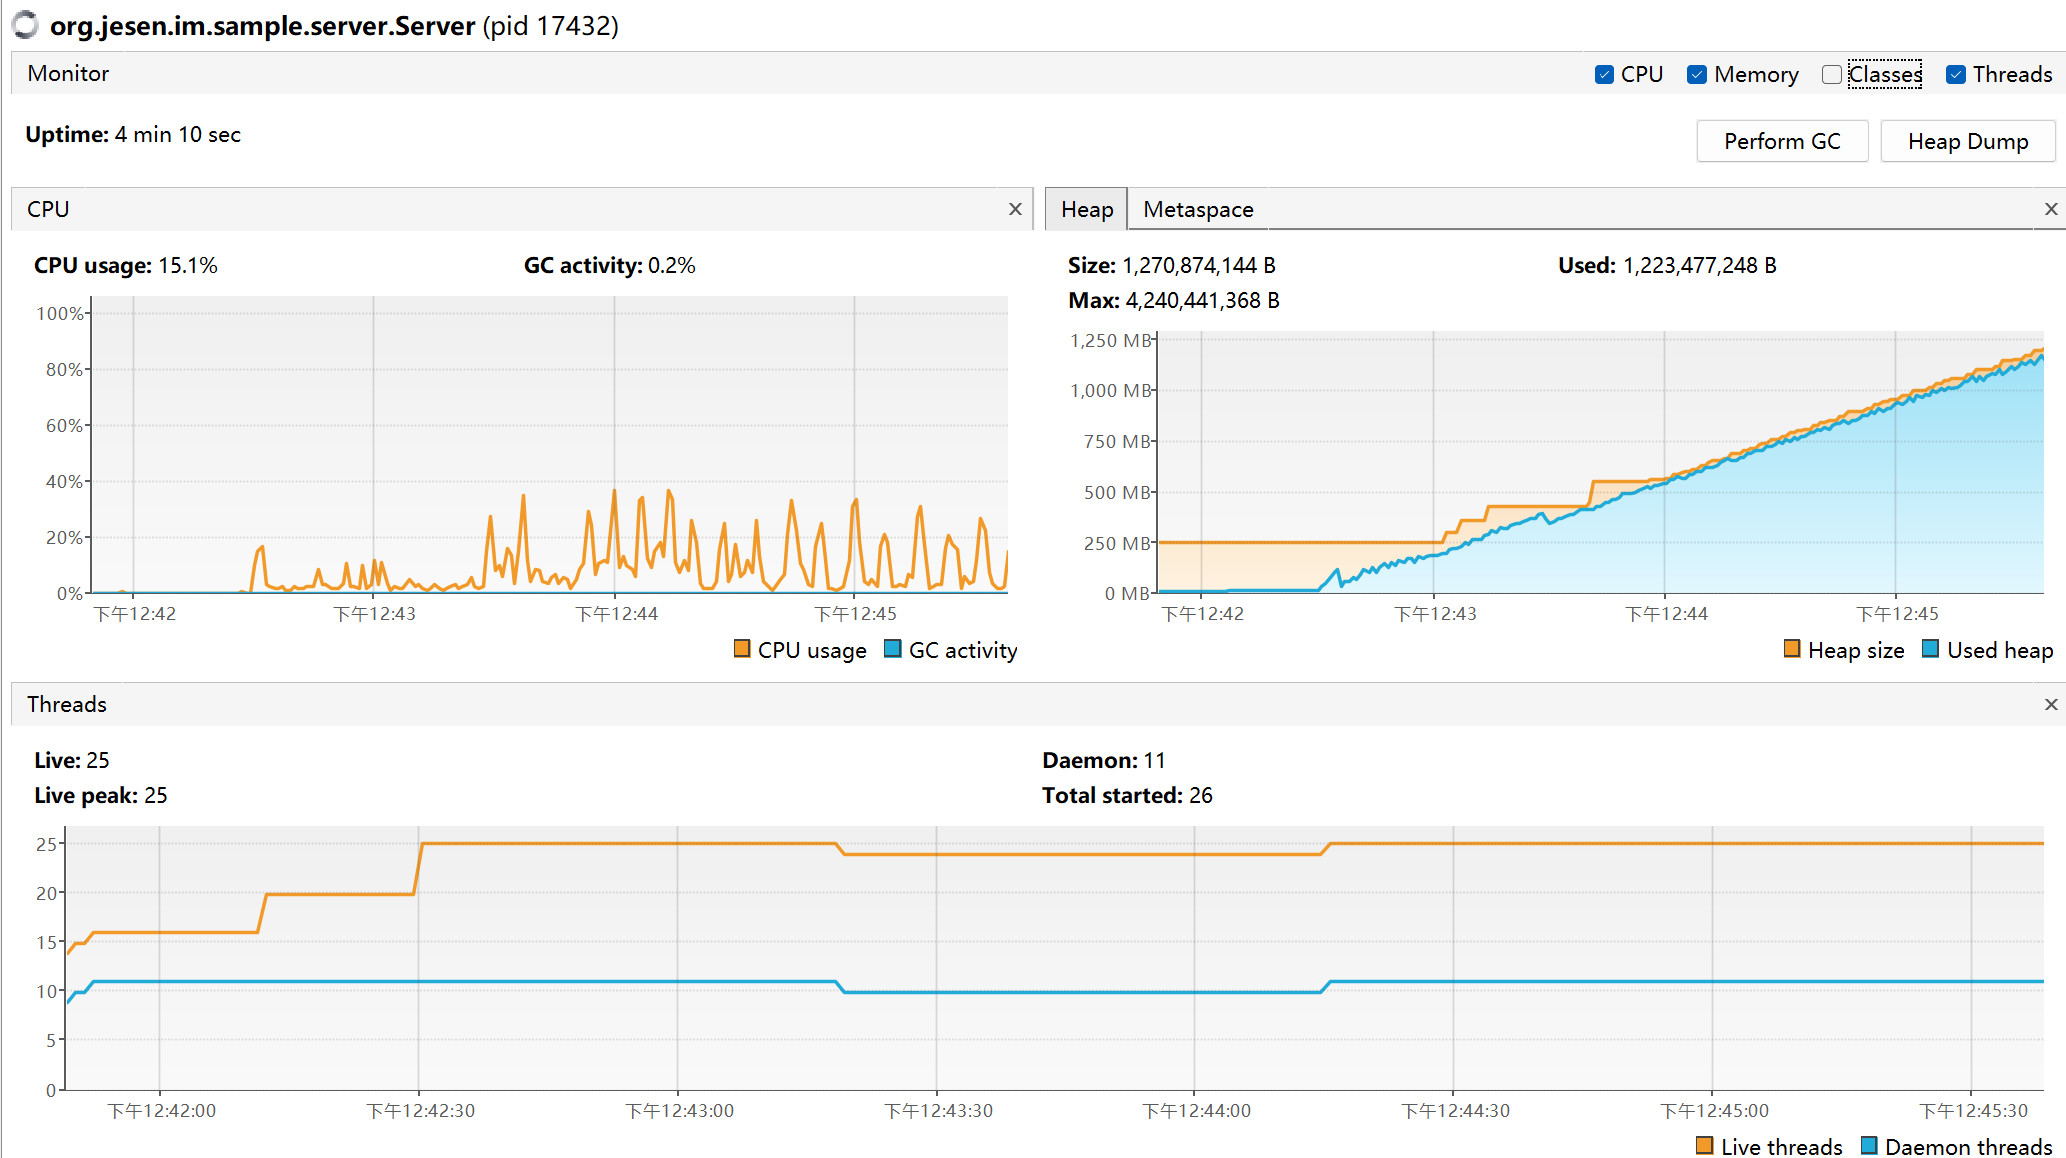 org.jesen.im.sample.server.Server (pid 17432)
Monitor
CPU Memory Classes Threads
Uptime: 4 min 10 sec
Perform GC Heap Dump
CPU
CPU usage: 15.1% GC activity: 0.2%
100%
80%
60%
40%
20%
0%
下午12:42 下午12:43 下午12:44 下午12:45
CPU usage GC activity
Heap Metaspace
Size: 1,270,874,144 B Used: 1,223,477,248 B
Max: 4,240,441,368 B
1,250 MB
1,000 MB
750 MB
500 MB
250 MB
0 MB
下午12:42 下午12:43 下午12:44 下午12:45
Heap size Used heap
Threads
Live: 25 Daemon: 11
Live peak: 25 Total started: 26
25
20
15
10
5
0
下午12:42:00 下午12:42:30 下午12:43:00 下午12:43:30 下午12:44:00 下午12:44:30 下午12:45:00 下午12:45:30
Live threads Daemon threads